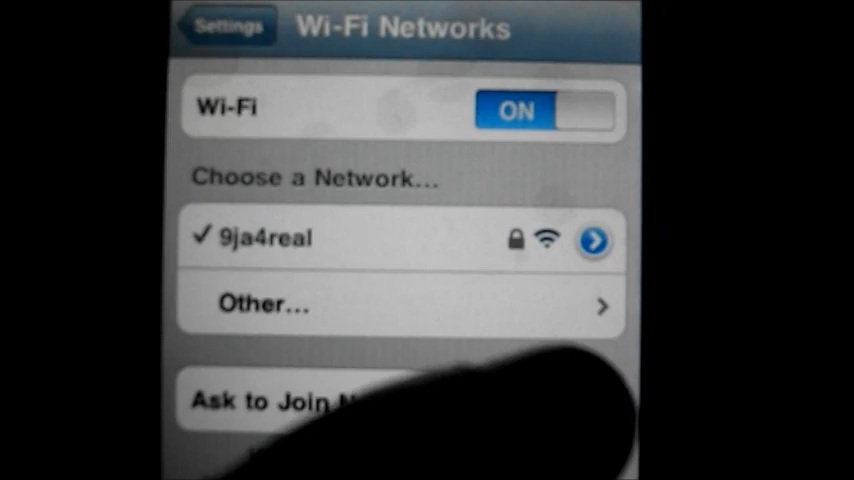 Settings
Wi-Fi Networks
Wi-Fi
ON
Choose a Network...
9ja4real
Other...
Ask to Join